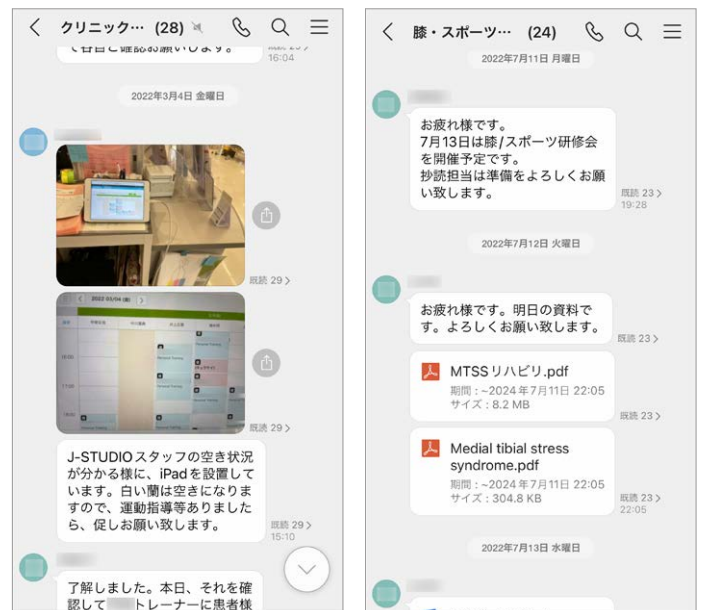 クリニック… (28)
て各自ご確認お願いします。
16:04
2022年3月4日 金曜日
既読 29
2022 03/04 (金)
Personal Training
既読 29
J-STUDIOスタッフの空き状況
が分かる様に、iPadを設置して
います。白い蘭は空きになりま
すので、運動指導等ありました
ら、促しお願い致します。
既読 29
15:10
了解しました。本日、それを確
認して
トレーナーに患者様
膝・スポーツ… (24)
2022年7月11日 月曜日
お疲れ様です。
7月13日は膝/スポーツ研修会
を開催予定です。
抄読担当は準備をよろしくお願
い致します。
既読 23
19:28
2022年7月12日 火曜日
お疲れ様です。明日の資料で
す。よろしくお願い致します。
既読 23
MTSSリハビリ.pdf
期間：~2024年7月11日 22:05
サイズ：8.2 MB
既読 23
Medial tibial stress
syndrome.pdf
期間：~2024年7月11日 22:05
サイズ：304.8 KB
既読 23
22:05
2022年7月13日 水曜日